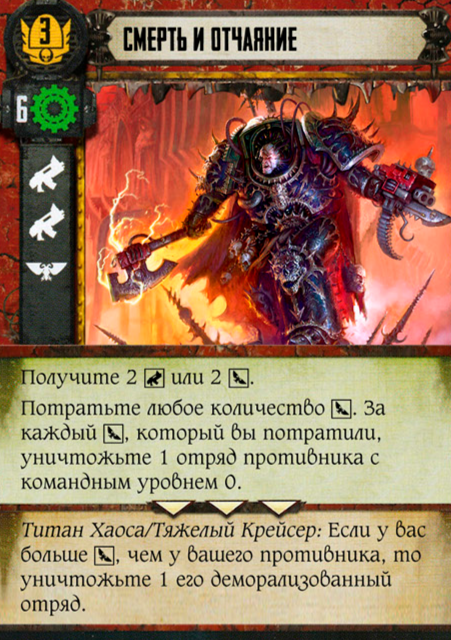 3
СМЕРТЬ И ОТЧАЯНИЕ
6
Получите 2 или 2 .
Потратьте любое количество . За
каждый , который вы потратили,
уничтожьте 1 отряд противника с
командным уровнем 0.
Титан Хаоса/Тяжелый Крейсер: Если у вас
больше , чем у вашего противника, то
уничтожьте 1 его деморализованный
отряд.